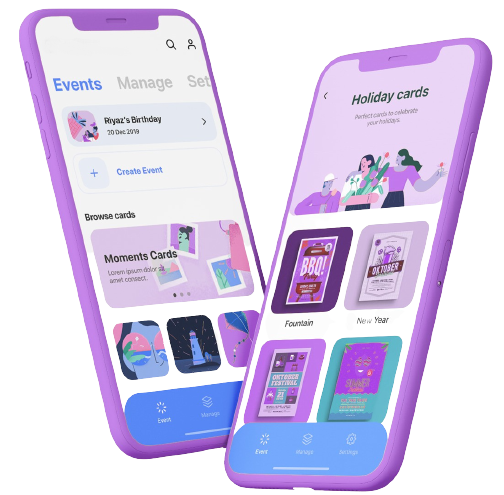 Events Manage Set
Riyaz's Birthday
20 Dec 2019
Create Event
Browse cards
Moments Cards
Lorem ipsum dolor sit
amet consect.
Event
Manage
Holiday cards
Perfect cards to celebrate
your holidays.
BBQ!
OKTOBER
Fountain
New Year
OKTOBER
FESTIVAL
21
SUMMER
Event
Manage
Settings